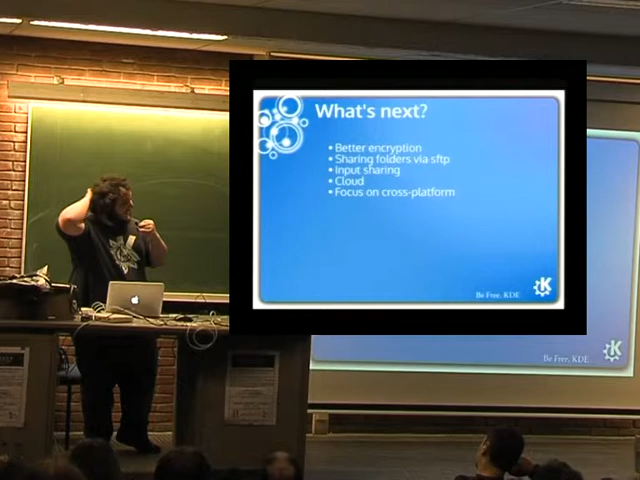 What's next?
• Better encryption
• Sharing folders via sftp
• Input sharing
• Cloud
• Focus on cross-platform
Be Free, KDE
K
Be Free, KDE
K